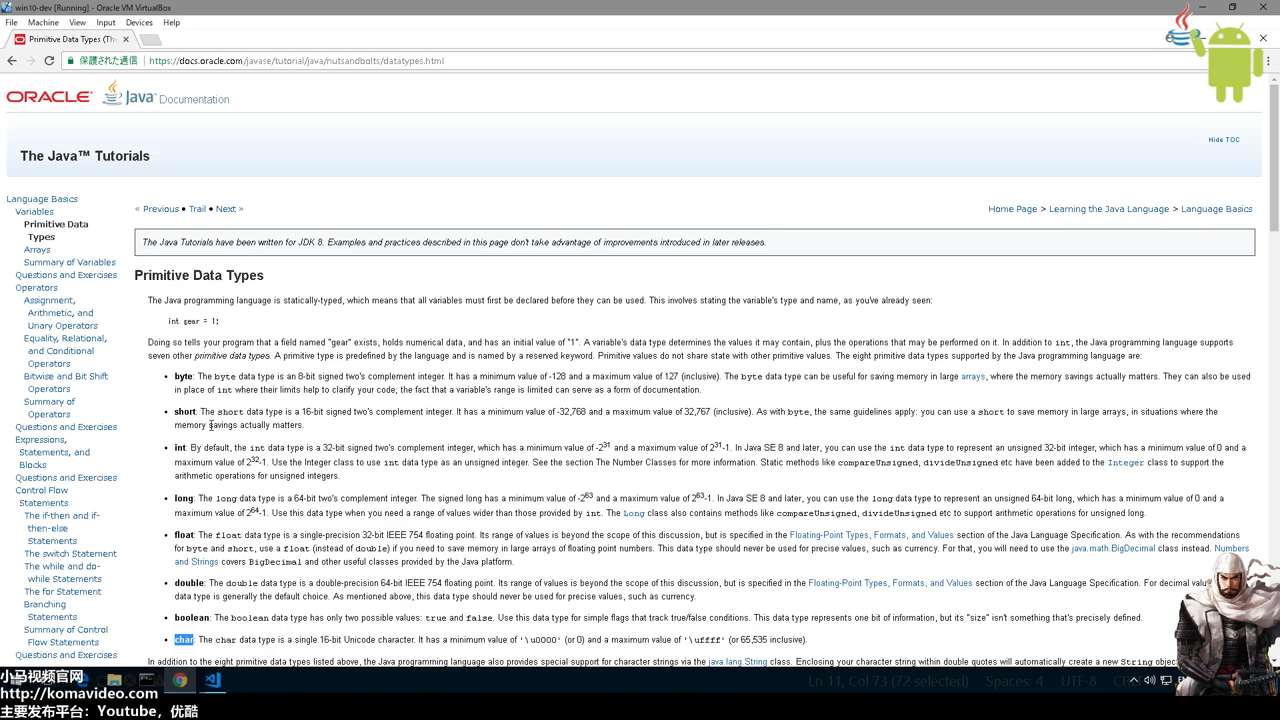 win10-dev [Running] - Oracle VM VirtualBox
File Machine View Input Devices Help
Primitive Data Types (The
保護された通信 https://docs.oracle.com/javase/tutorial/java/nutsandbolts/datatypes.html
ORACLE Java Documentation
Hide TOC
The Java™ Tutorials
Language Basics
Variables
Primitive Data
Types
Arrays
Summary of Variables
Questions and Exercises
Operators
Assignment,
Arithmetic, and
Unary Operators
Equality, Relational,
and Conditional
Operators
Bitwise and Bit Shift
Operators
Summary of
Operators
Questions and Exercises
Expressions,
Statements, and
Blocks
Questions and Exercises
Control Flow
Statements
The if-then and if-
then-else
Statements
The switch Statement
The while and do-
while Statements
The for Statement
Branching
Statements
Summary of Control
Flow Statements
Questions and Exercises
« Previous • Trail • Next »
Home Page > Learning the Java Language > Language Basics
The Java Tutorials have been written for JDK 8. Examples and practices described in this page don't take advantage of improvements introduced in later releases.
Primitive Data Types
The Java programming language is statically-typed, which means that all variables must first be declared before they can be used. This involves stating the variable's type and name, as you've already seen:
int gear = 1;
Doing so tells your program that a field named "gear" exists, holds numerical data, and has an initial value of "1". A variable's data type determines the values it may contain, plus the operations that may be performed on it. In addition to int, the Java programming language supports
seven other primitive data types. A primitive type is predefined by the language and is named by a reserved keyword. Primitive values do not share state with other primitive values. The eight primitive data types supported by the Java programming language are:
• byte: The byte data type is an 8-bit signed two's complement integer. It has a minimum value of -128 and a maximum value of 127 (inclusive). The byte data type can be useful for saving memory in large arrays, where the memory savings actually matters. They can also be used
in place of int where their limits help to clarify your code; the fact that a variable's range is limited can serve as a form of documentation.
• short: The short data type is a 16-bit signed two's complement integer. It has a minimum value of -32,768 and a maximum value of 32,767 (inclusive). As with byte, the same guidelines apply: you can use a short to save memory in large arrays, in situations where the
memory savings actually matters.
• int: By default, the int data type is a 32-bit signed two's complement integer, which has a minimum value of -2³¹ and a maximum value of 2³¹-1. In Java SE 8 and later, you can use the int data type to represent an unsigned 32-bit integer, which has a minimum value of 0 and a
maximum value of 2³²-1. Use the Integer class to use int data type as an unsigned integer. See the section The Number Classes for more information. Static methods like compareUnsigned, divideUnsigned etc have been added to the Integer class to support the
arithmetic operations for unsigned integers.
• long: The long data type is a 64-bit two's complement integer. The signed long has a minimum value of -2⁶³ and a maximum value of 2⁶³-1. In Java SE 8 and later, you can use the long data type to represent an unsigned 64-bit long, which has a minimum value of 0 and a
maximum value of 2⁶⁴-1. Use this data type when you need a range of values wider than those provided by int. The Long class also contains methods like compareUnsigned, divideUnsigned etc to support arithmetic operations for unsigned long.
• float: The float data type is a single-precision 32-bit IEEE 754 floating point. Its range of values is beyond the scope of this discussion, but is specified in the Floating-Point Types, Formats, and Values section of the Java Language Specification. As with the recommendations
for byte and short, use a float (instead of double) if you need to save memory in large arrays of floating point numbers. This data type should never be used for precise values, such as currency. For that, you will need to use the java.math.BigDecimal class instead. Numbers
and Strings covers BigDecimal and other useful classes provided by the Java platform.
• double: The double data type is a double-precision 64-bit IEEE 754 floating point. Its range of values is beyond the scope of this discussion, but is specified in the Floating-Point Types, Formats, and Values section of the Java Language Specification. For decimal
data type is generally the default choice. As mentioned above, this data type should never be used for precise values, such as currency.
• boolean: The boolean data type has only two possible values: true and false. Use this data type for simple flags that track true/false conditions. This data type represents one bit of information, but its "size" isn't something that's precisely defined.
• char: The char data type is a single 16-bit Unicode character. It has a minimum value of '\u0000' (or 0) and a maximum value of '\uffff' (or 65,535 inclusive).
In addition to the eight primitive data types listed above, the Java programming language also provides special support for character strings via the java.lang.String class. Enclosing your character string within double quotes will automatically create a new String
Ln 11, Col 73 (72 selected) Spaces: 4 UTF-8
小马视频官网
http://komavideo.com
主要发布平台：Youtube，优酷